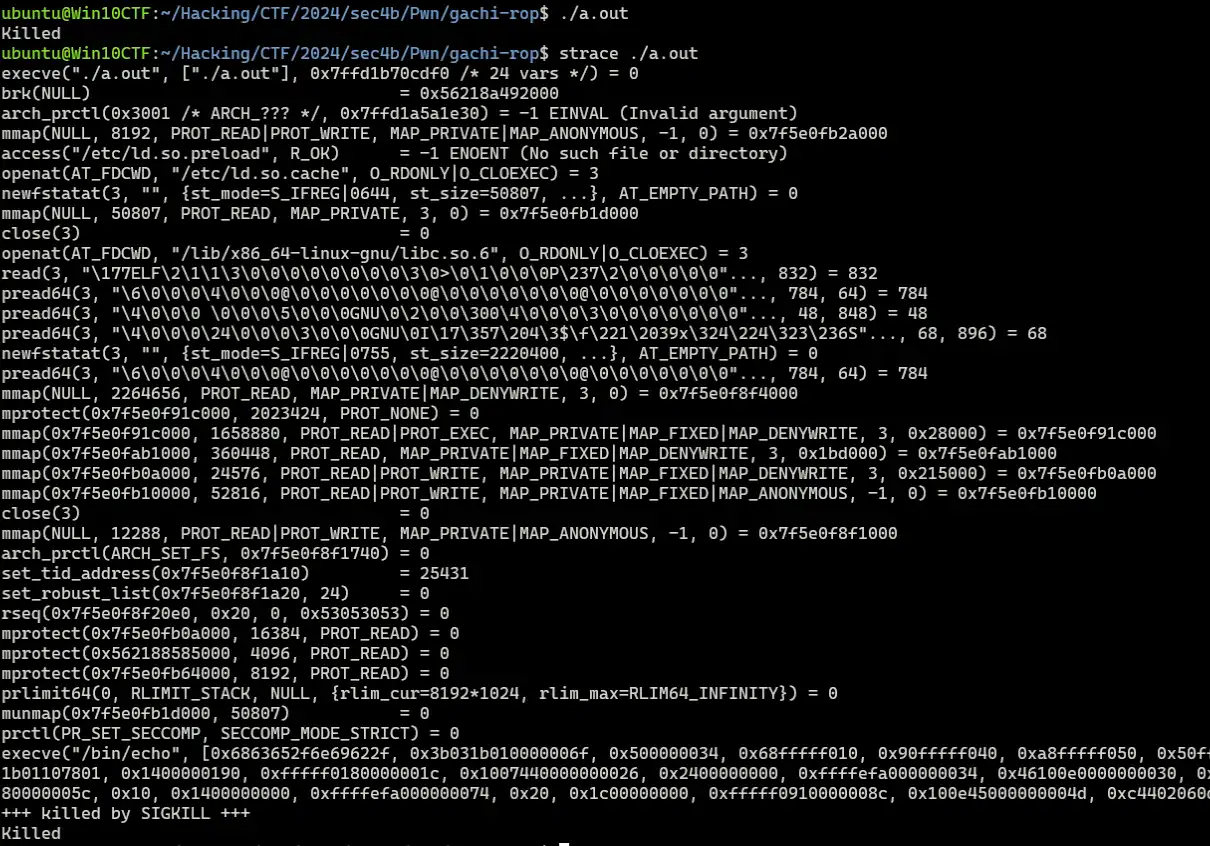 ubuntu@Win10CTF:~/Hacking/CTF/2024/sec4b/Pwn/gachi-rop$ ./a.out
Killed
ubuntu@Win10CTF:~/Hacking/CTF/2024/sec4b/Pwn/gachi-rop$ strace ./a.out
execve("./a.out", ["./a.out"], 0x7ffd1b70cdf0 /* 24 vars */) = 0
brk(NULL)                               = 0x56218a492000
arch_prctl(0x3001 /* ARCH_??? */, 0x7ffd1a5a1e30) = -1 EINVAL (Invalid argument)
mmap(NULL, 8192, PROT_READ|PROT_WRITE, MAP_PRIVATE|MAP_ANONYMOUS, -1, 0) = 0x7f5e0fb2a000
access("/etc/ld.so.preload", R_OK)      = -1 ENOENT (No such file or directory)
openat(AT_FDCWD, "/etc/ld.so.cache", O_RDONLY|O_CLOEXEC) = 3
newfstatat(3, "", {st_mode=S_IFREG|0644, st_size=50807, ...}, AT_EMPTY_PATH) = 0
mmap(NULL, 50807, PROT_READ, MAP_PRIVATE, 3, 0) = 0x7f5e0fb1d000
close(3)                                = 0
openat(AT_FDCWD, "/lib/x86_64-linux-gnu/libc.so.6", O_RDONLY|O_CLOEXEC) = 3
read(3, "\177ELF\2\1\1\3\0\0\0\0\0\0\0\0\3\0>\0\1\0\0\0P\237\2\0\0\0\0\0"..., 832) = 832
pread64(3, "\6\0\0\0\4\0\0\0@\0\0\0\0\0\0\0@\0\0\0\0\0\0\0@\0\0\0\0\0\0\0"..., 784, 64) = 784
pread64(3, "\4\0\0\0 \0\0\0\5\0\0\0GNU\0\2\0\0\300\4\0\0\0\3\0\0\0\0\0\0\0"..., 48, 848) = 48
pread64(3, "\4\0\0\0\24\0\0\0\3\0\0\0GNU\0I\17\357\204\3$\f\221\2039x\324\224\323\236S"..., 68, 896) = 68
newfstatat(3, "", {st_mode=S_IFREG|0755, st_size=2220400, ...}, AT_EMPTY_PATH) = 0
pread64(3, "\6\0\0\0\4\0\0\0@\0\0\0\0\0\0\0@\0\0\0\0\0\0\0@\0\0\0\0\0\0\0"..., 784, 64) = 784
mmap(NULL, 2264656, PROT_READ, MAP_PRIVATE|MAP_DENYWRITE, 3, 0) = 0x7f5e0f8f4000
mprotect(0x7f5e0f91c000, 2023424, PROT_NONE) = 0
mmap(0x7f5e0f91c000, 1658880, PROT_READ|PROT_EXEC, MAP_PRIVATE|MAP_FIXED|MAP_DENYWRITE, 3, 0x28000) = 0x7f5e0f91c000
mmap(0x7f5e0fab1000, 360448, PROT_READ, MAP_PRIVATE|MAP_FIXED|MAP_DENYWRITE, 3, 0x1bd000) = 0x7f5e0fab1000
mmap(0x7f5e0fb0a000, 24576, PROT_READ|PROT_WRITE, MAP_PRIVATE|MAP_FIXED|MAP_DENYWRITE, 3, 0x215000) = 0x7f5e0fb0a000
mmap(0x7f5e0fb10000, 52816, PROT_READ|PROT_WRITE, MAP_PRIVATE|MAP_FIXED|MAP_ANONYMOUS, -1, 0) = 0x7f5e0fb10000
close(3)                                = 0
mmap(NULL, 12288, PROT_READ|PROT_WRITE, MAP_PRIVATE|MAP_ANONYMOUS, -1, 0) = 0x7f5e0f8f1000
arch_prctl(ARCH_SET_FS, 0x7f5e0f8f1740) = 0
set_tid_address(0x7f5e0f8f1a10)         = 25431
set_robust_list(0x7f5e0f8f1a20, 24)     = 0
rseq(0x7f5e0f8f20e0, 0x20, 0, 0x53053053) = 0
mprotect(0x7f5e0fb0a000, 16384, PROT_READ) = 0
mprotect(0x562188585000, 4096, PROT_READ) = 0
mprotect(0x7f5e0fb64000, 8192, PROT_READ) = 0
prlimit64(0, RLIMIT_STACK, NULL, {rlim_cur=8192*1024, rlim_max=RLIM64_INFINITY}) = 0
munmap(0x7f5e0fb1d000, 50807)           = 0
prctl(PR_SET_SECCOMP, SECCOMP_MODE_STRICT) = 0
execve("/bin/echo", [0x6863652f6e69622f, 0x3b031b010000006f, 0x500000034, 0x68fffff010, 0x90fffff040, 0xa8fffff050, 0x50ff
1b01107801, 0x1400000190, 0xfffff0180000001c, 0x1007440000000026, 0x2400000000, 0xffffefa000000034, 0x46100e0000000030, 0
80000005c, 0x10, 0x1400000000, 0xffffefa000000074, 0x20, 0x1c00000000, 0xfffff0910000008c, 0x100e45000000004d, 0xc4402060
+++ killed by SIGKILL +++
Killed